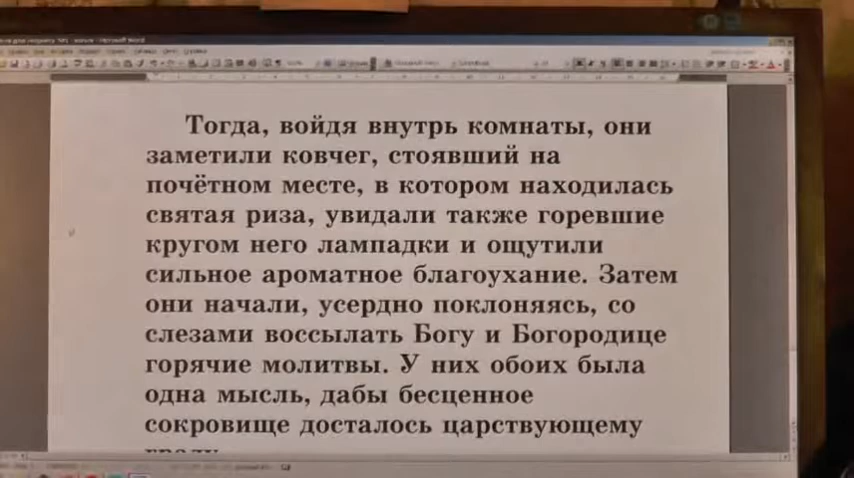 Тогда, войдя внутрь комнаты, они
заметили ковчег, стоявший на
почётном месте, в котором находилась
святая риза, увидали также горевшие
кругом него лампадки и ощутили
сильное ароматное благоухание. Затем
они начали, усердно поклоняясь, со
слезами воссылать Богу и Богородице
горячие молитвы. У них обоих была
одна мысль, дабы бесценное
сокровище досталось царствующему